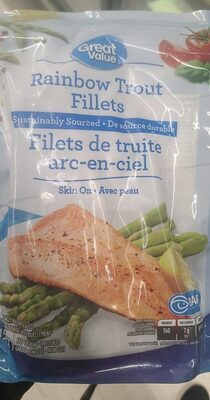 Great
Value
Rainbow Trout
Fillets
Sustainably Sourced • De source durable
Filets de truite
arc-en-ciel
Skin On • Avec peau